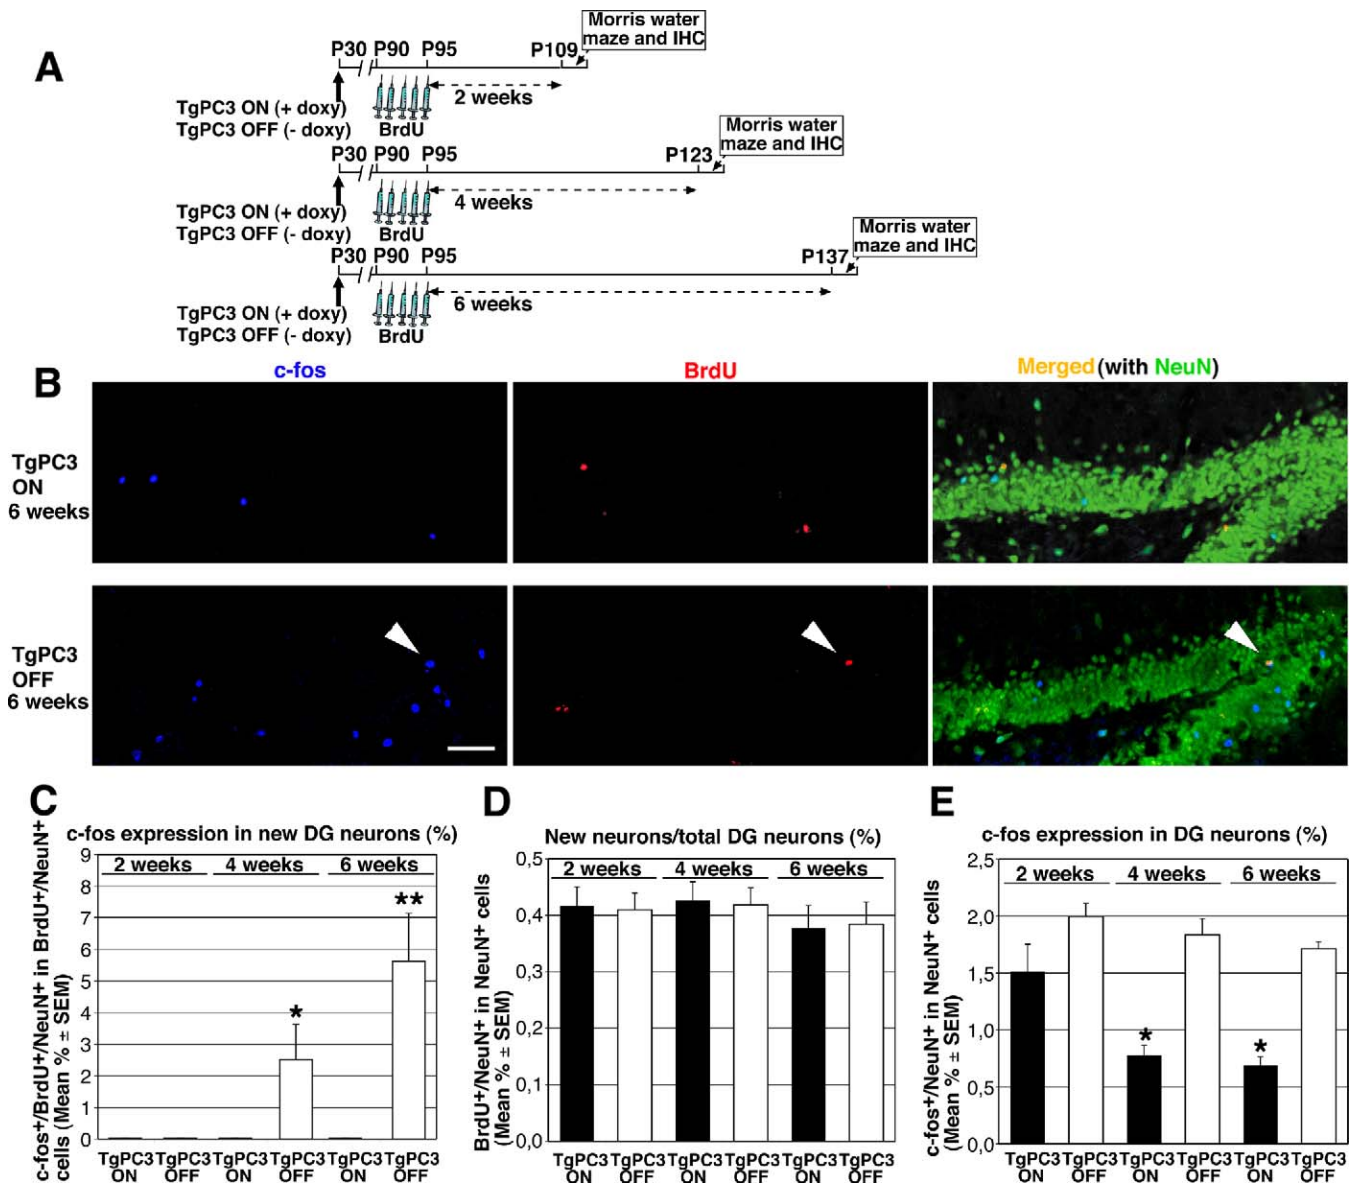 A
P30 P90 P95 P109
Morris water
maze and IHC
2 weeks
TgPC3 ON (+ doxy)
TgPC3 OFF (- doxy)
BrdU
P30 P90 P95 P123
Morris water
maze and IHC
4 weeks
TgPC3 ON (+ doxy)
TgPC3 OFF (- doxy)
BrdU
P30 P90 P95 P137
Morris water
maze and IHC
6 weeks
TgPC3 ON (+ doxy)
TgPC3 OFF (- doxy)
BrdU
B
c-fos BrdU Merged (with NeuN)
TgPC3
ON
6 weeks
TgPC3
OFF
6 weeks
C
c-fos expression in new DG neurons (%)
c-fos+/BrdU+/NeuN+ in BrdU+/NeuN+
cells (Mean % ± SEM)
2 weeks 4 weeks 6 weeks
9
8
7
6
5
4
3
2
1
0
*
**
TgPC3 TgPC3 TgPC3 TgPC3 TgPC3 TgPC3
ON OFF ON OFF ON OFF
D
New neurons/total DG neurons (%)
BrdU+/NeuN+ in NeuN+ cells
(Mean % ± SEM)
2 weeks 4 weeks 6 weeks
0,5
0,4
0,3
0,2
0,1
0,0
TgPC3 TgPC3 TgPC3 TgPC3 TgPC3 TgPC3
ON OFF ON OFF ON OFF
E
c-fos expression in DG neurons (%)
c-fos+/NeuN+ in NeuN+ cells
(Mean % ± SEM)
2 weeks 4 weeks 6 weeks
2,5
2,0
1,5
1,0
0,5
0,0
*
*
TgPC3 TgPC3 TgPC3 TgPC3 TgPC3 TgPC3
ON OFF ON OFF ON OFF